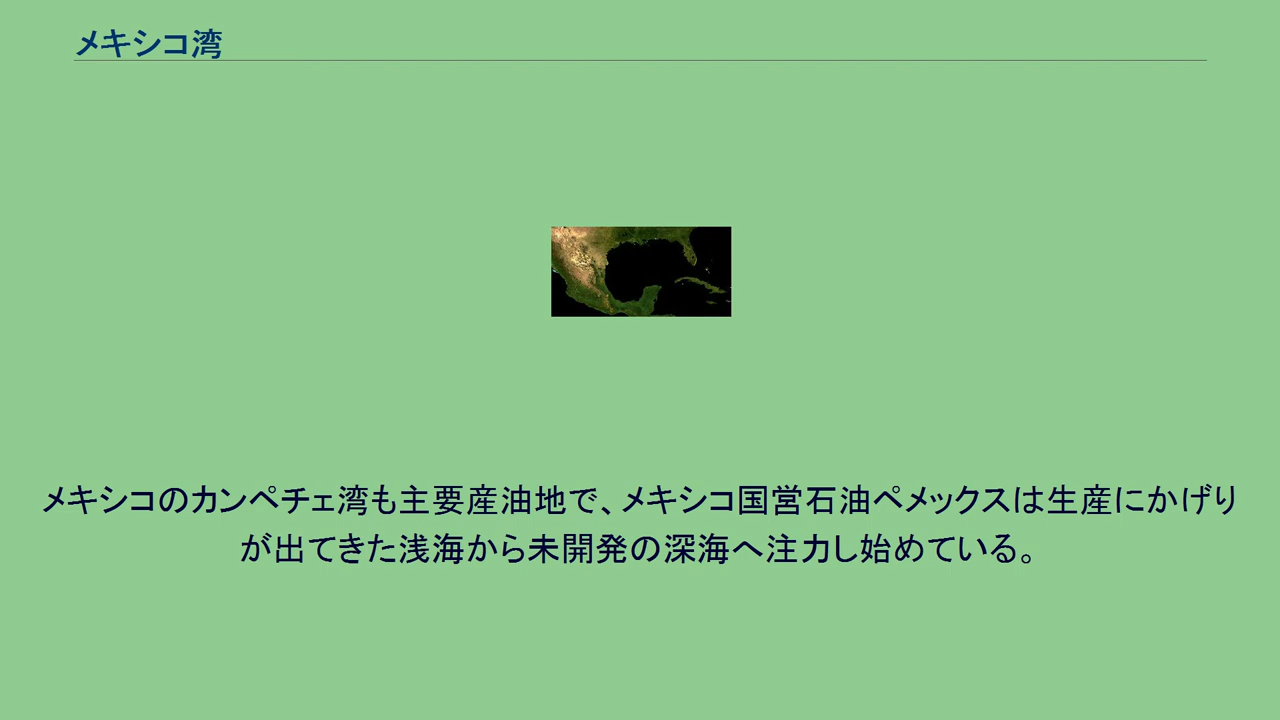 メキシコ湾
メキシコのカンペチェ湾も主要産油地で、メキシコ国営石油ペメックスは生産にかげり
が出てきた浅海から未開発の深海へ注力し始めている。